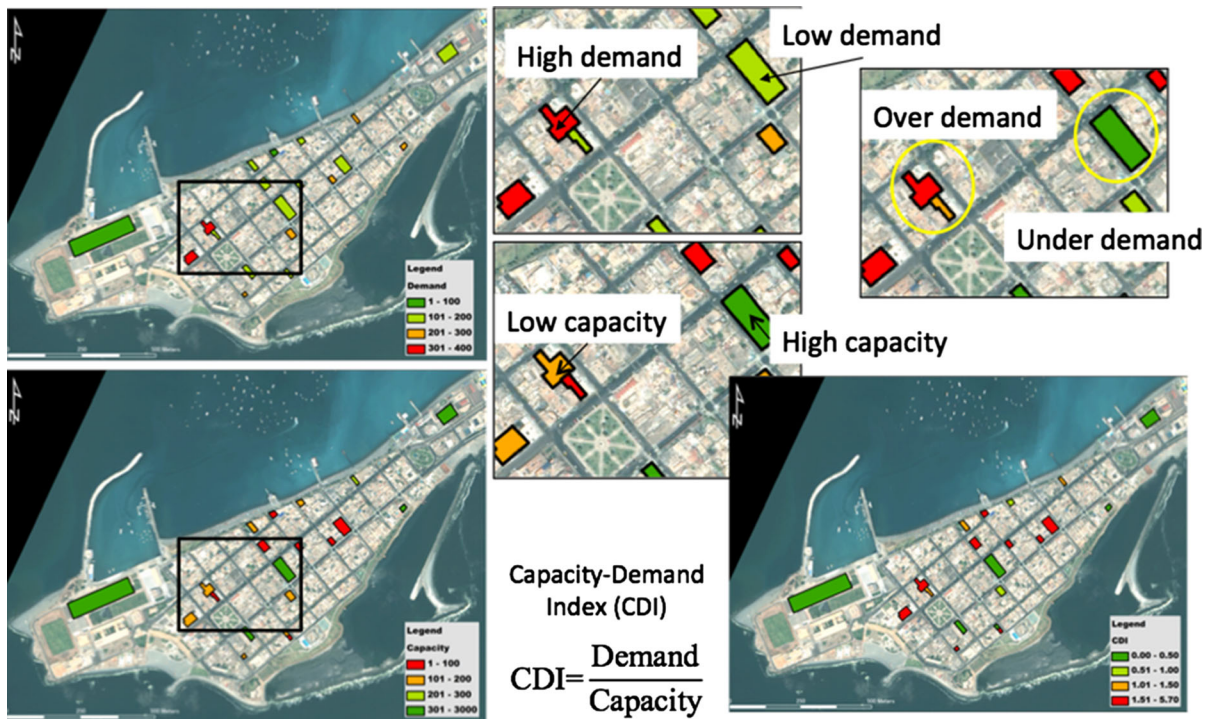 High demand
Low demand
Over demand
Under demand
Legend
Demand
1 - 100
101 - 200
201 - 300
301 - 400
Low capacity
High capacity
Legend
Capacity
1 - 100
101 - 200
201 - 300
301 - 3000
Capacity-Demand
Index (CDI)
CDI=Demand/Capacity
Legend
CDI
0.00 - 0.50
0.51 - 1.00
1.01 - 1.50
1.51 - 5.70